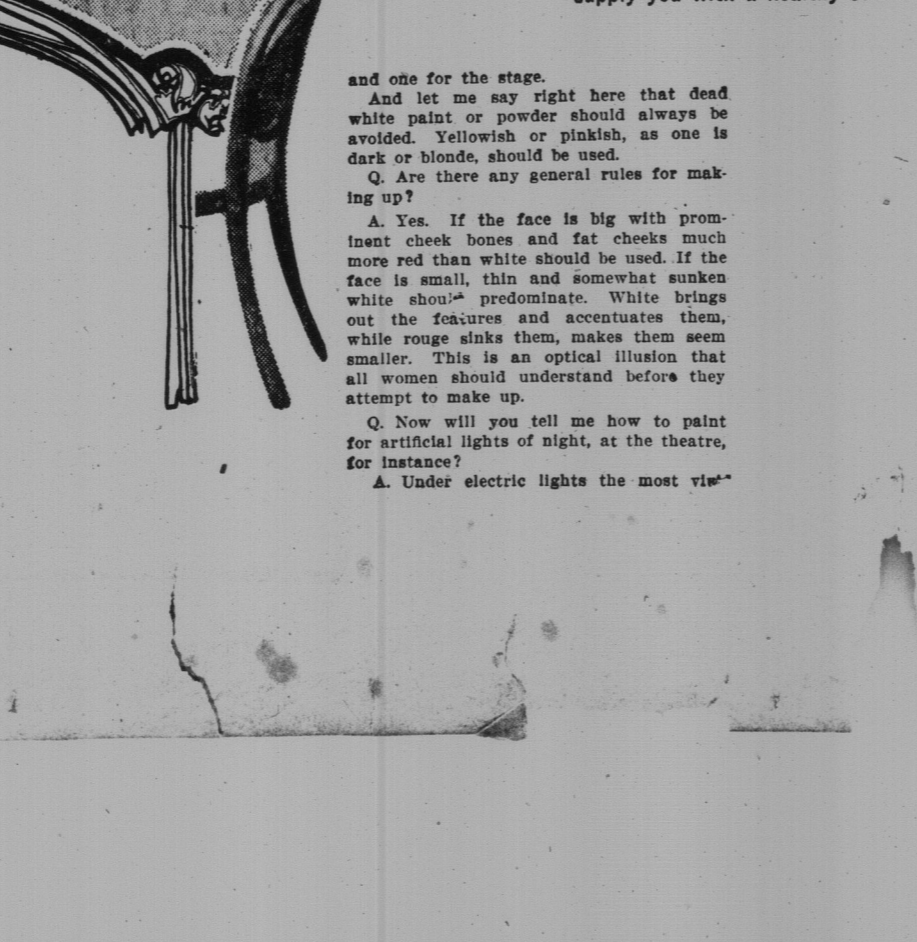 supply you with a
and one for the stage.
And let me say right here that dead
white paint or powder should always be
avoided. Yellowish or pinkish, as one is
dark or blonde, should be used.
Q. Are there any general rules for mak-
ing up?
A. Yes. If the face is big with prom-
inent cheek bones and fat cheeks much
more red than white should be used. If the
face is small, thin and somewhat sunken
white should predominate. White brings
out the features and accentuates them,
while rouge sinks them, makes them seem
smaller. This is an optical illusion that
all women should understand before they
attempt to make up.
Q. Now will you tell me how to paint
for artificial lights of night, at the theatre,
for instance?
A. Under electric lights the most